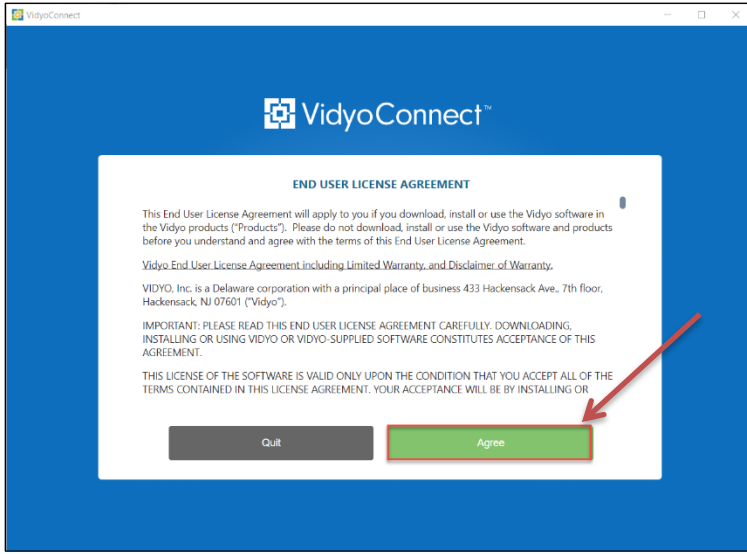 VidyoConnect
VidyoConnect™
END USER LICENSE AGREEMENT
This End User License Agreement will apply to you if you download, install or use the Vidyo software in
the Vidyo products ("Products").  Please do not download, install or use the Vidyo software and products
before you understand and agree with the terms of this End User License Agreement.
Vidyo End User License Agreement including Limited Warranty, and Disclaimer of Warranty.
VIDYO, Inc. is a Delaware corporation with a principal place of business 433 Hackensack Ave., 7th floor,
Hackensack, NJ 07601 ("Vidyo").
IMPORTANT: PLEASE READ THIS END USER LICENSE AGREEMENT CAREFULLY. DOWNLOADING,
INSTALLING OR USING VIDYO OR VIDYO-SUPPLIED SOFTWARE CONSTITUTES ACCEPTANCE OF THIS
AGREEMENT.
THIS LICENSE OF THE SOFTWARE IS VALID ONLY UPON THE CONDITION THAT YOU ACCEPT ALL OF THE
TERMS CONTAINED IN THIS LICENSE AGREEMENT. YOUR ACCEPTANCE WILL BE BY INSTALLING OR
Quit
Agree